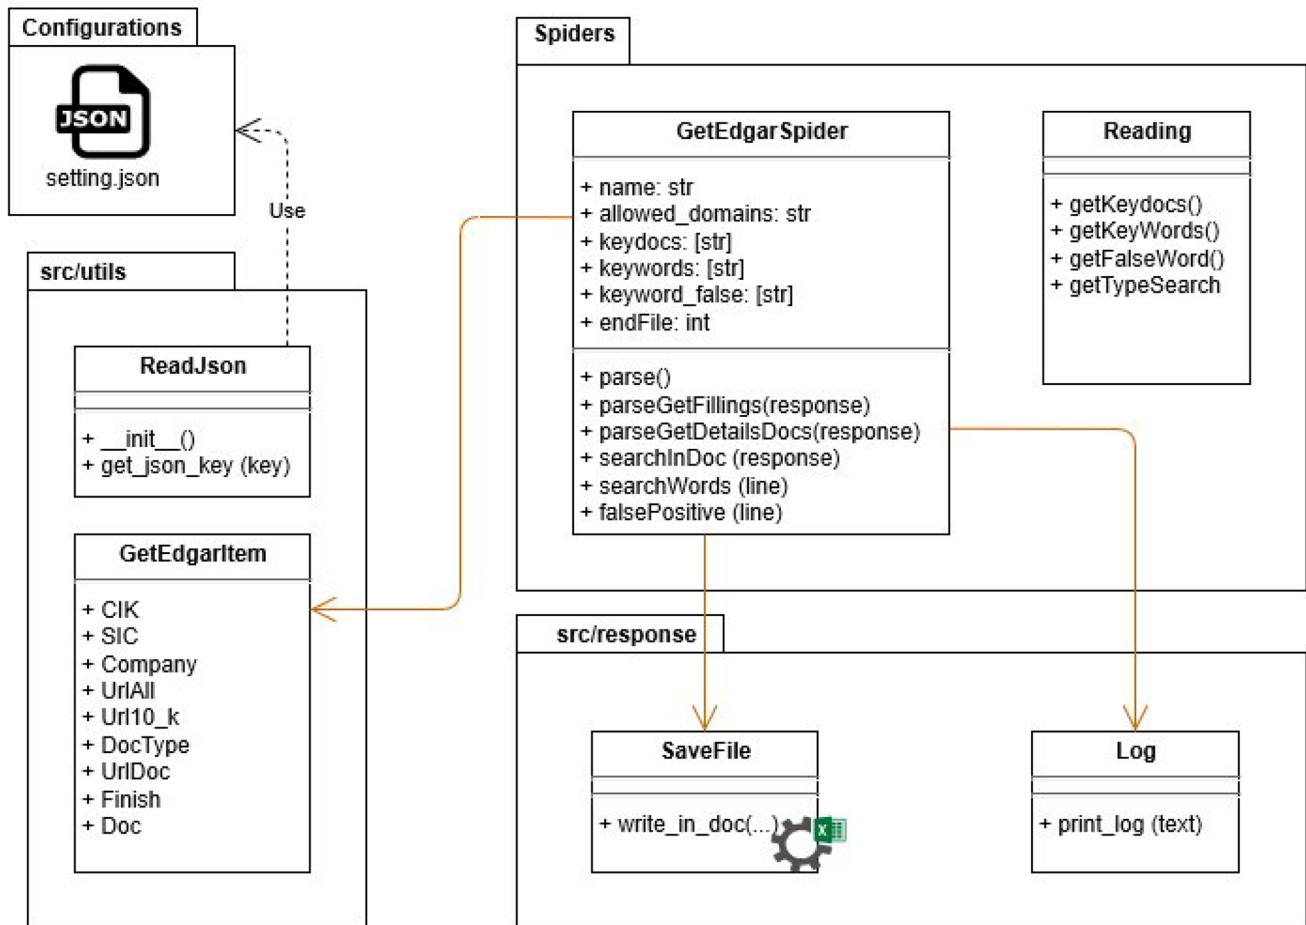 Configurations
JSON
setting.json
Use
src/utils
ReadJson
+ __init__()
+ get_json_key (key)
GetEdgarItem
+ CIK
+ SIC
+ Company
+ UrlAll
+ Url10_k
+ DocType
+ UrlDoc
+ Finish
+ Doc
Spiders
GetEdgarSpider
+ name: str
+ allowed_domains: str
+ keydocs: [str]
+ keywords: [str]
+ keyword_false: [str]
+ endFile: int
+ parse()
+ parseGetFillings(response)
+ parseGetDetailsDocs(response)
+ searchInDoc (response)
+ searchWords (line)
+ falsePositive (line)
Reading
+ getKeydocs()
+ getKeyWords()
+ getFalseWord()
+ getTypeSearch
src/response
SaveFile
+ write_in_doc(...)
X
Log
+ print_log (text)